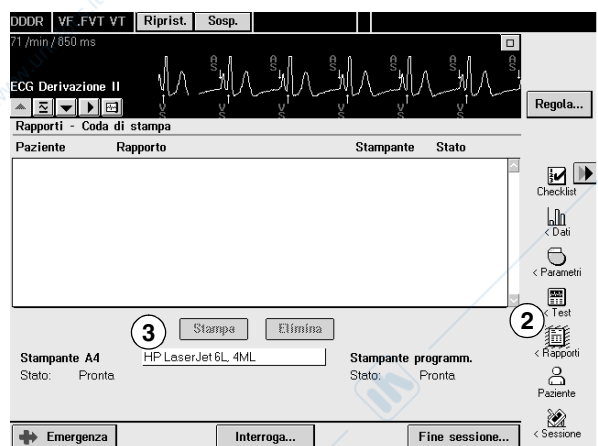 DDDR VF .FVT VT Riprist. Sosp.
71 /min / 850 ms
A S A S A S A S A S
ECG Derivazione II
V S V S V S V S V S
Regola...
Rapporti - Coda di stampa
Paziente Rapporto Stampante Stato
Checklist
< Dati
< Parametri
< Test
2
< Rapporti
Paziente
< Sessione
3 Stampa Elimina
Stampante A4 HP LaserJet 6L, 4ML Stampante programm.
Stato: Pronta Stato: Pronta
Emergenza Interroga... Fine sessione...